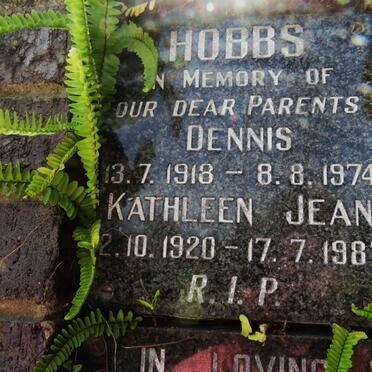 HOBBS
IN MEMORY OF
OUR DEAR PARENTS
DENNIS
13.7.1918 - 8.8.1974
KATHLEEN JEAN
2.10.1920 - 17.7.198
R.I.P.
IN LOVING